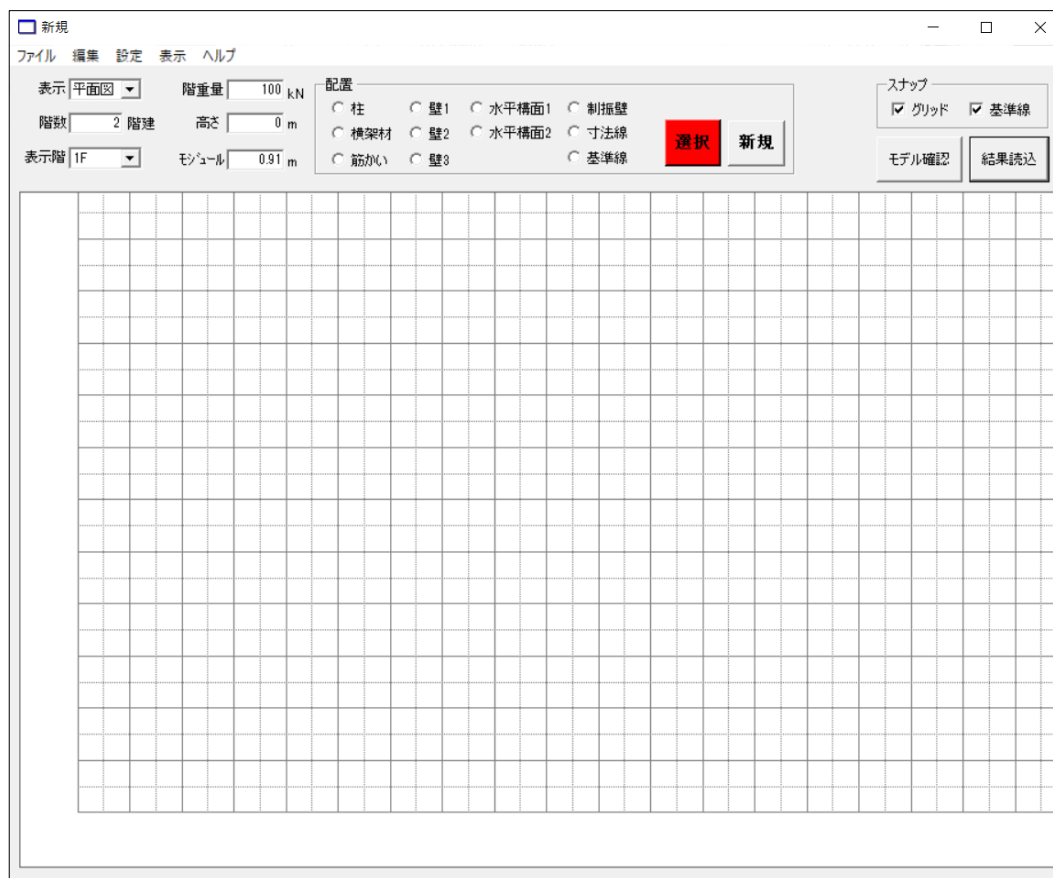 新規
ファイル 編集 設定 表示 ヘルプ
表示 平面図 階重量 100 kN 配置 スナップ
柱 壁1 水平構面1 制振壁 グリッド 基準線
階数 2 階建 高さ 0 m 横架材 壁2 水平構面2 寸法線 選択 新規
表示階 1F モジュール 0.91 m 筋かい 壁3 基準線 モデル確認 結果読込